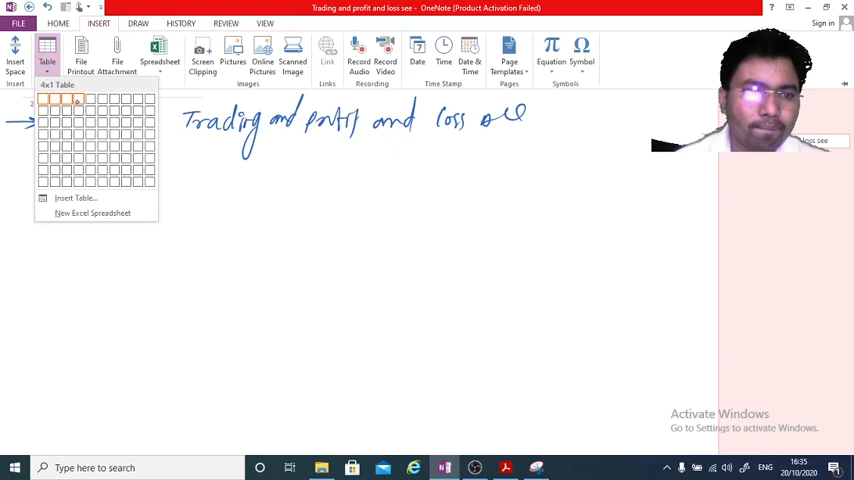 Trading and profit and loss see - OneNote (Product Activation Failed)
FILE HOME INSERT DRAW HISTORY REVIEW VIEW Sign in
Insert Space
Table
File Printout
File Attachment
Spreadsheet
Screen Clipping
Pictures
Online Pictures
Scanned Image
Link
Record Audio
Record Video
Date
Time
Date & Time
Page Templates
Equation
Symbol
Images
Links
Recording
Time Stamp
Pages
Symbols
4x1 Table
Insert Table...
New Excel Spreadsheet
Trading and profit and loss
loss see
Activate Windows
Go to Settings to activate Windows.
Type here to search
ENG
16:35
20/10/2020